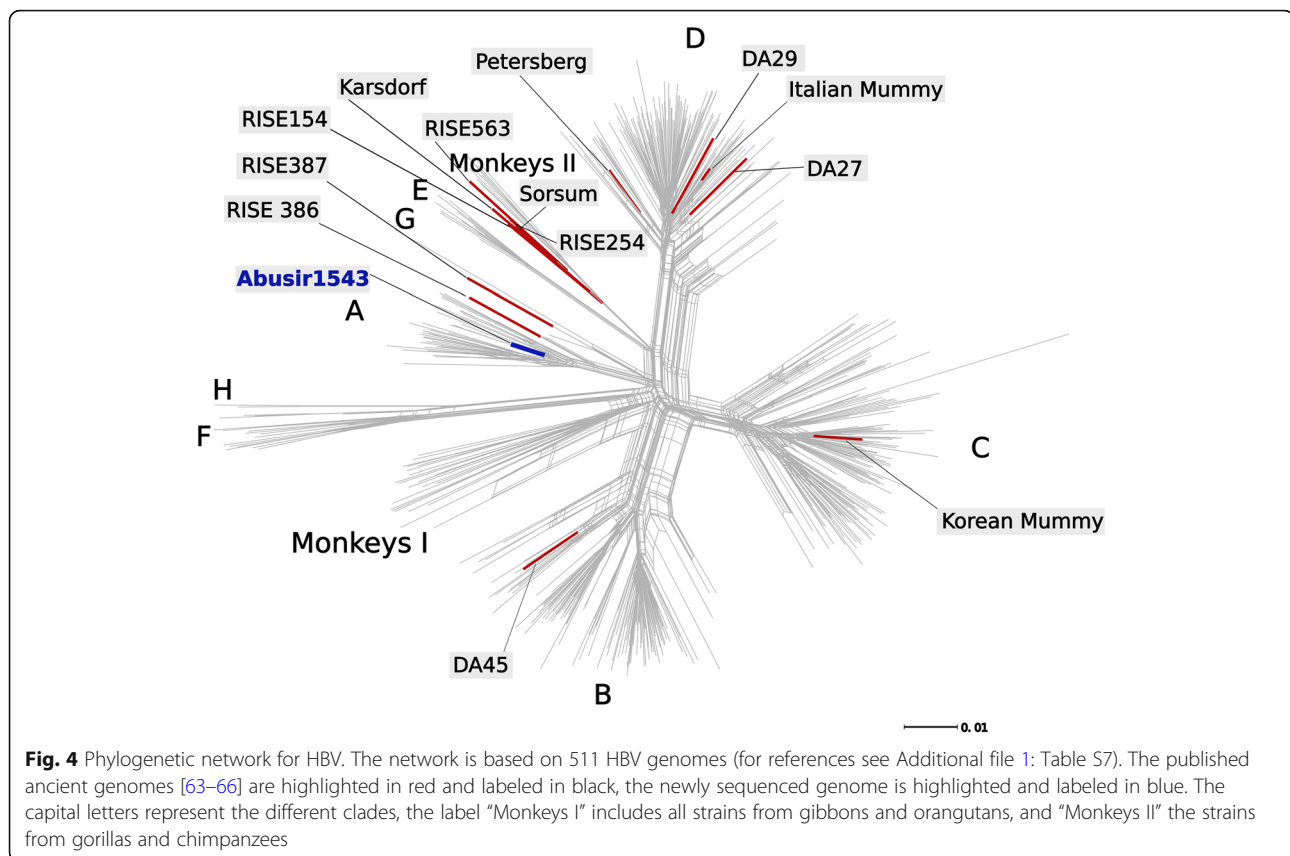 D
Petersberg
DA29
Karsdorf
Italian Mummy
RISE154
RISE563
RISE387
Monkeys II
DA27
E
Sorsum
RISE 386
G
RISE254
Abusir1543
A
H
F
C
Korean Mummy
Monkeys I
DA45
B
0.01
Fig. 4 Phylogenetic network for HBV. The network is based on 511 HBV genomes (for references see Additional file 1: Table S7). The published
ancient genomes [63–66] are highlighted in red and labeled in black, the newly sequenced genome is highlighted and labeled in blue. The
capital letters represent the different clades, the label “Monkeys I” includes all strains from gibbons and orangutans, and “Monkeys II” the strains
from gorillas and chimpanzees